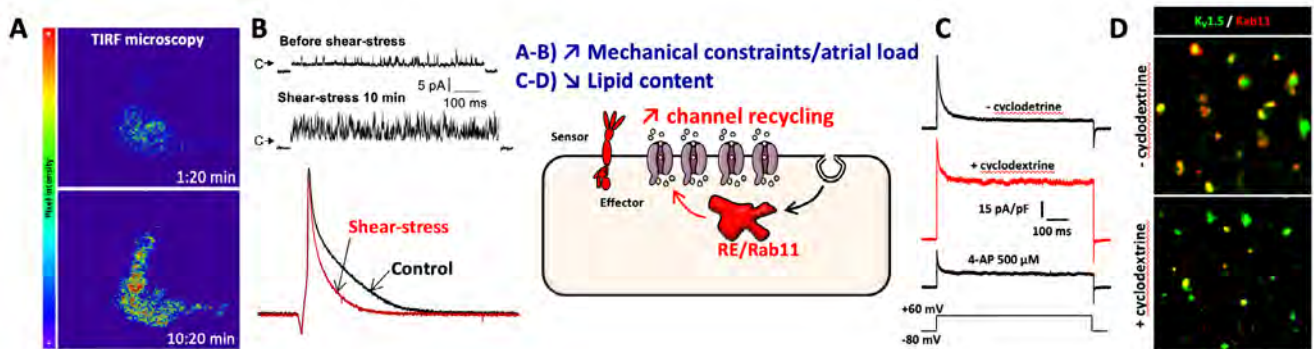 A
TIRF microscopy
Pixel intensity
1:20 min
10:20 min
B
Before shear-stress
C
5 pA
100 ms
Shear-stress 10 min
C
Shear-stress
Control
A-B) ↗ Mechanical constraints/atrial load
C-D) ↘ Lipid content
↗ channel recycling
Sensor
Effector
RE/Rab11
C
- cyclodetrine
+ cyclodextrine
15 pA/pF
100 ms
4-AP 500 µM
+60 mV
-80 mV
D
Kv1.5 / Rab11
- cyclodextrine
+ cyclodextrine